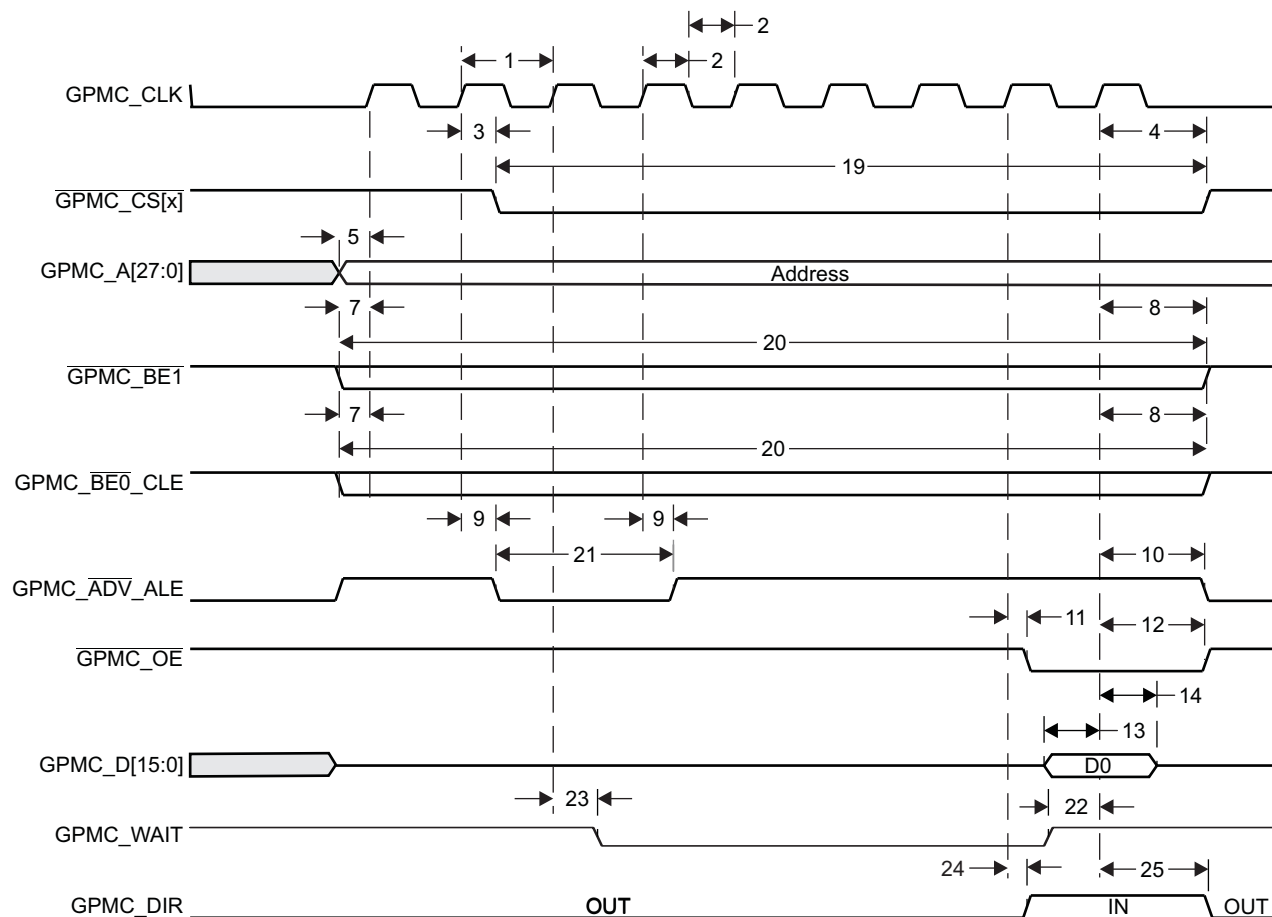 2
1
2
GPMC_CLK
3
4
19
GPMC_CS[x]
5
GPMC_A[27:0]
Address
7
8
20
GPMC_BE1
7
8
20
GPMC_BE0_CLE
9
9
21
10
GPMC_ADV_ALE
11
12
GPMC_OE
14
13
GPMC_D[15:0]
D0
23
22
GPMC_WAIT
24
25
GPMC_DIR
OUT
IN
OUT